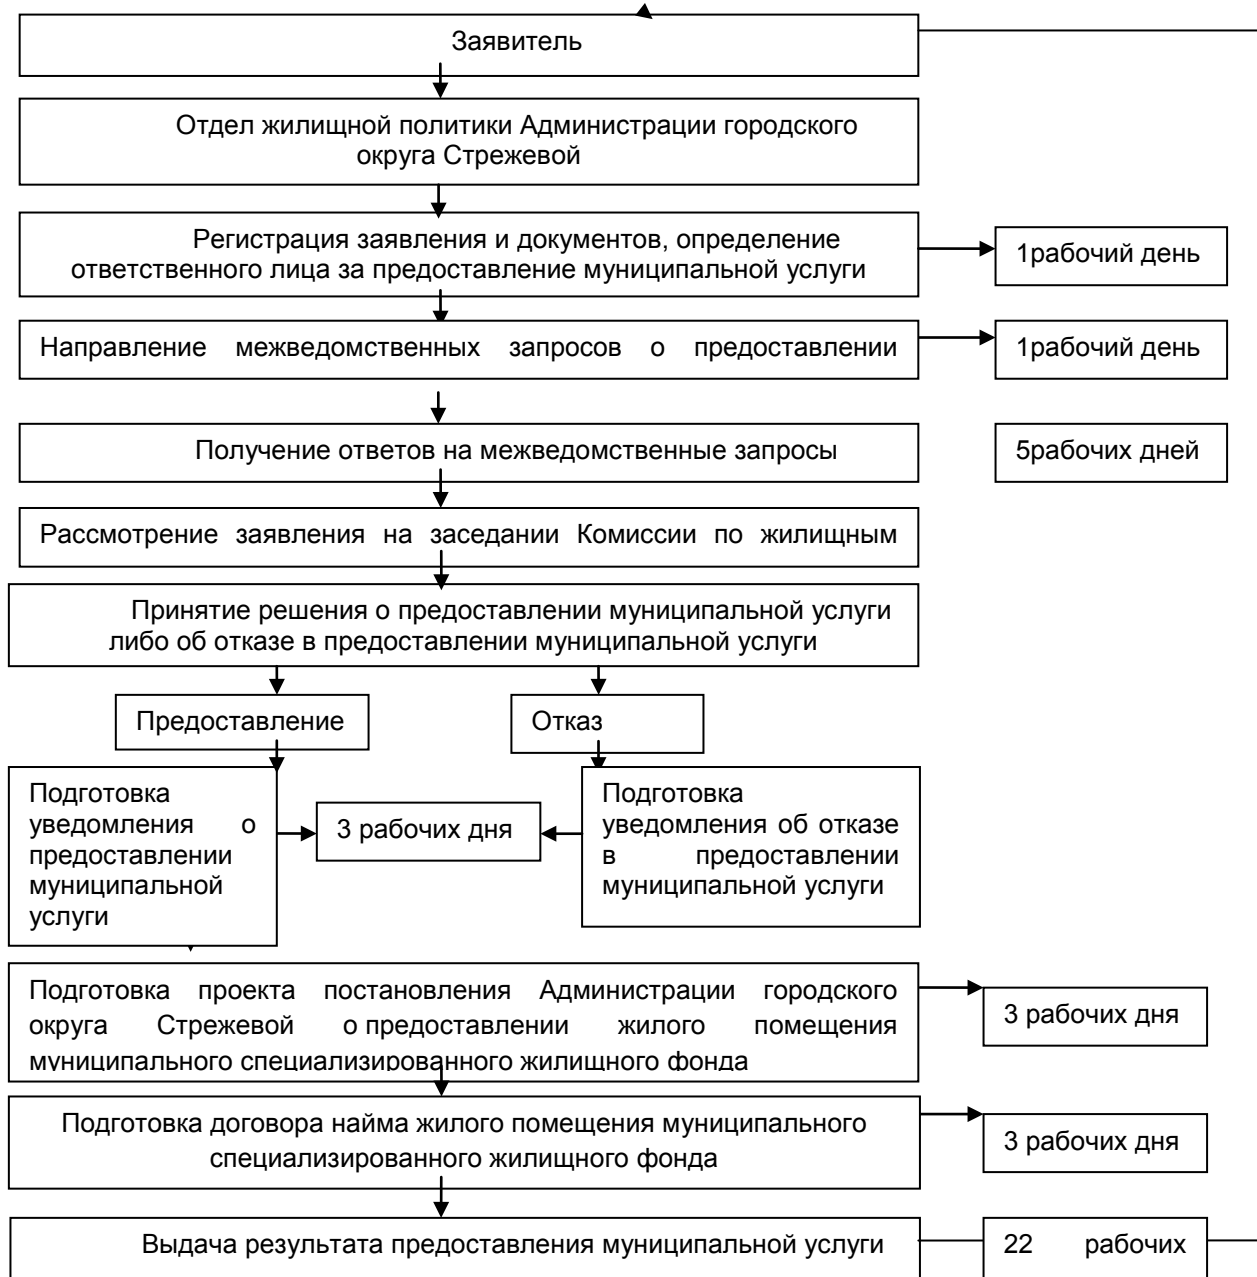 Заявитель
Отдел жилищной политики Администрации городского
округа Стрежевой
Регистрация заявления и документов, определение
ответственного лица за предоставление муниципальной услуги
1рабочий день
Направление межведомственных запросов о предоставлении
1рабочий день
Получение ответов на межведомственные запросы
5рабочих дней
Рассмотрение заявления на заседании Комиссии по жилищным
Принятие решения о предоставлении муниципальной услуги
либо об отказе в предоставлении муниципальной услуги
Предоставление
Отказ
Подготовка
уведомления о
предоставлении
муниципальной
услуги
3 рабочих дня
Подготовка
уведомления об отказе
в предоставлении
муниципальной услуги
Подготовка проекта постановления Администрации городского
округа Стрежевой о предоставлении жилого помещения
муниципального специализированного жилищного фонда
3 рабочих дня
Подготовка договора найма жилого помещения муниципального
специализированного жилищного фонда
3 рабочих дня
Выдача результата предоставления муниципальной услуги
22 рабочих